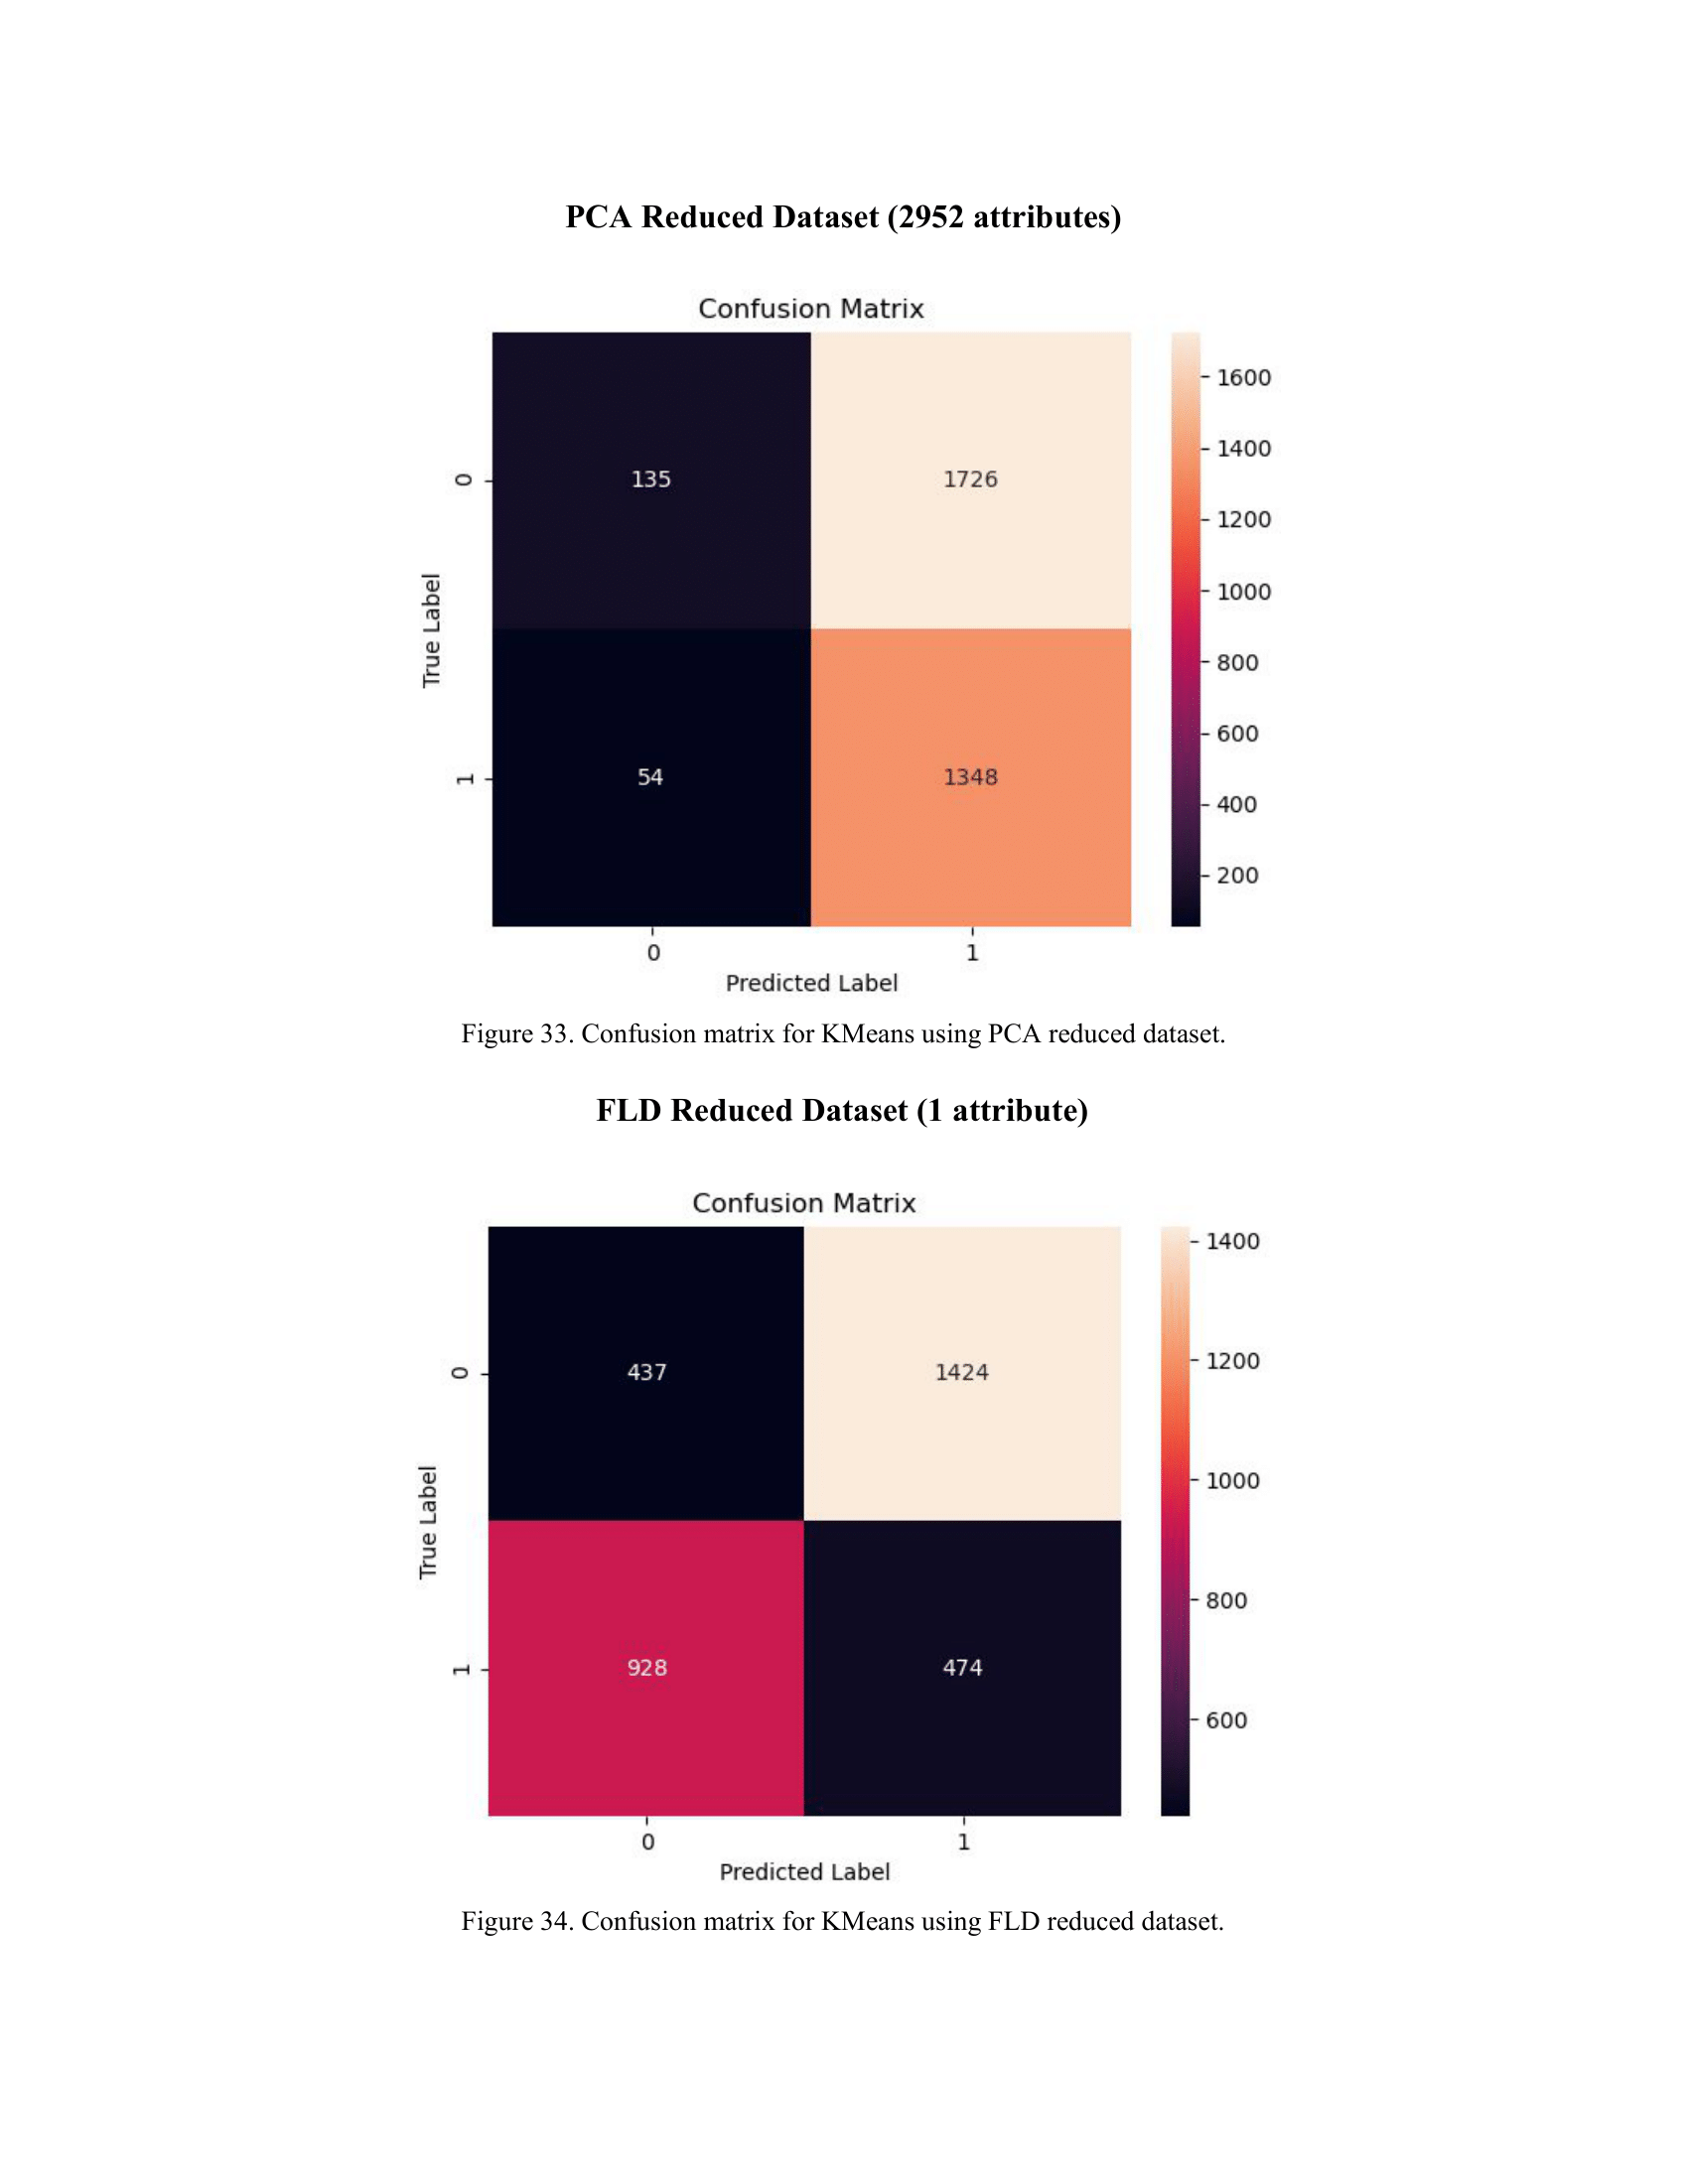 PCA Reduced Dataset (2952 attributes)
Confusion Matrix
135 1726
54 1348
True Label
0
1
0 1
Predicted Label
1600
1400
1200
1000
800
600
400
200
Figure 33. Confusion matrix for KMeans using PCA reduced dataset.
FLD Reduced Dataset (1 attribute)
Confusion Matrix
437 1424
928 474
True Label
0
1
0 1
Predicted Label
1400
1200
1000
800
600
Figure 34. Confusion matrix for KMeans using FLD reduced dataset.